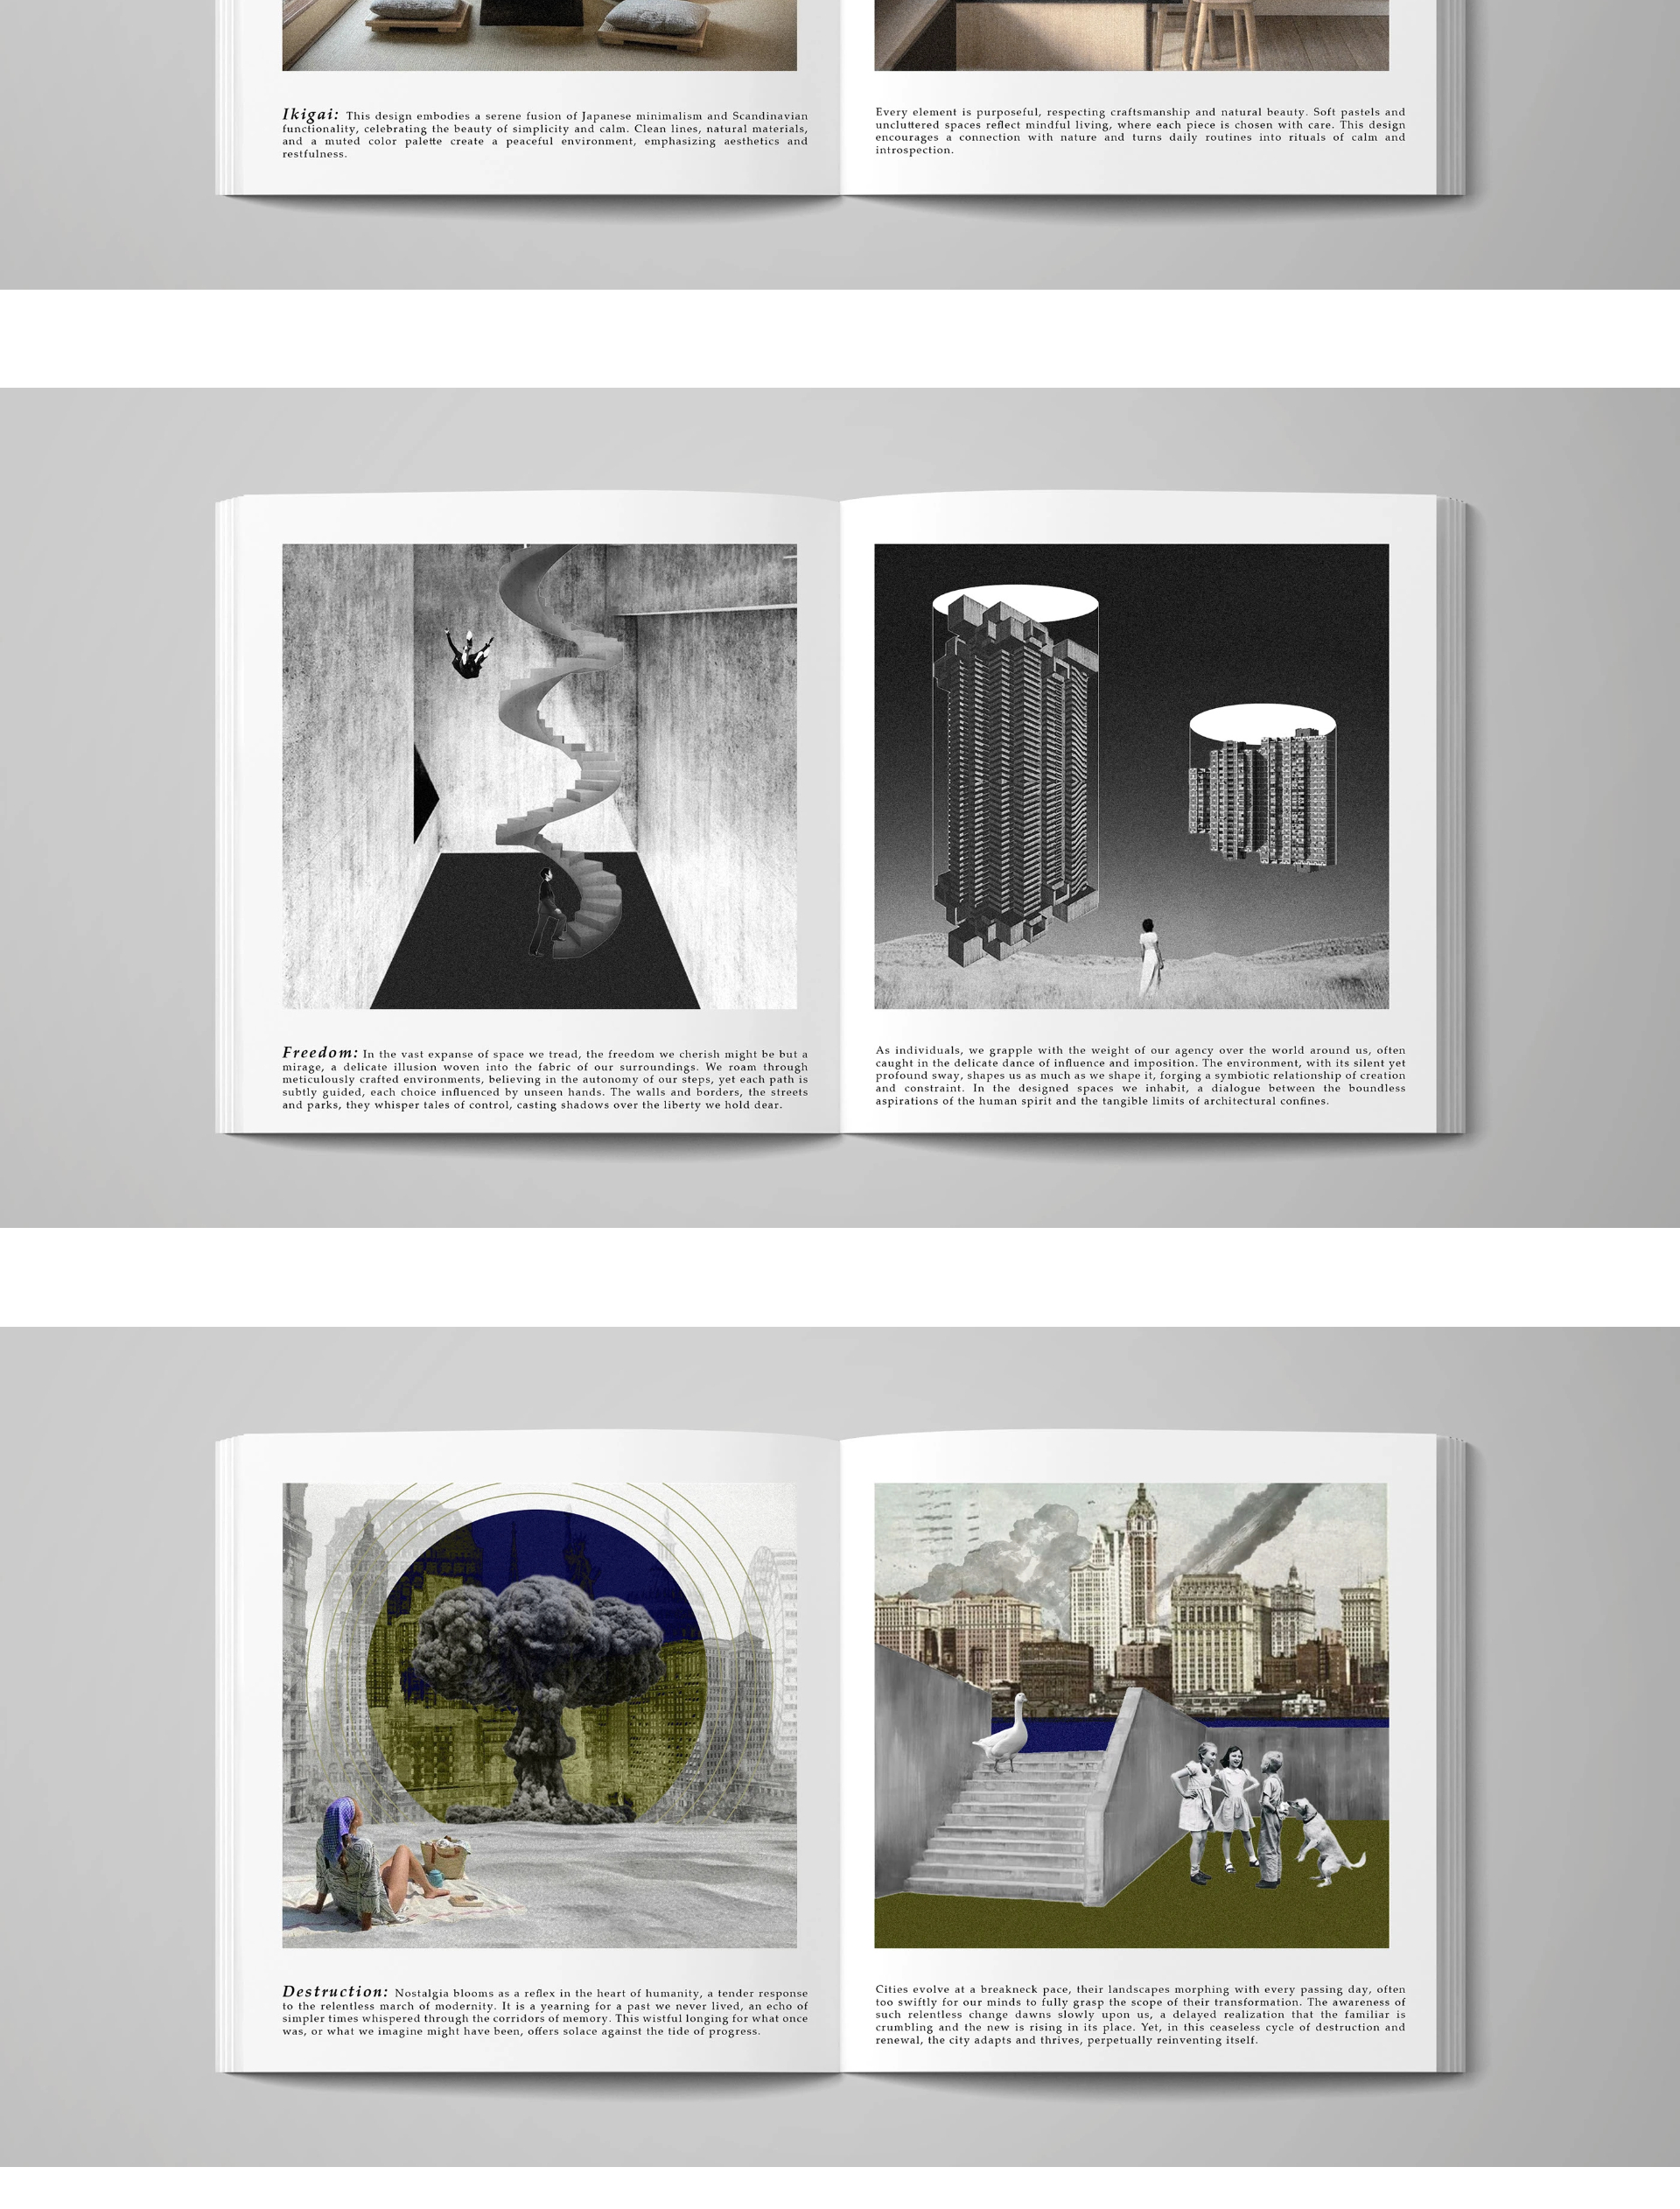 Ikigai: This design embodies a serene fusion of Japanese minimalism and Scandinavian
functionality, celebrating the beauty of simplicity and calm. Clean lines, natural materials,
and a muted color palette create a peaceful environment, emphasizing aesthetics and
restfulness.
Every element is purposeful, respecting craftsmanship and natural beauty. Soft pastels and
uncluttered spaces reflect mindful living, where each piece is chosen with care. This design
encourages a connection with nature and turns daily routines into rituals of calm and
introspection.
Freedom: In the vast expanse of space we tread, the freedom we cherish might be but a
mirage, a delicate illusion woven into the fabric of our surroundings. We roam through
meticulously crafted environments, believing in the autonomy of our steps, yet each path is
subtly guided, each choice influenced by unseen hands. The walls and borders, the streets
and parks, they whisper tales of control, casting shadows over the liberty we hold dear.
As individuals, we grapple with the weight of our agency over the world around us, often
caught in the delicate dance of influence and imposition. The environment, with its silent yet
profound sway, shapes us as much as we shape it, forging a symbiotic relationship of creation
and constraint. In the designed spaces we inhabit, a dialogue between the boundless
aspirations of the human spirit and the tangible limits of architectural confines.
Destruction: Nostalgia blooms as a reflex in the heart of humanity, a tender response
to the relentless march of modernity. It is a yearning for a past we never lived, an echo of
simpler times whispered through the corridors of memory. This wistful longing for what once
was, or what we imagine might have been, offers solace against the tide of progress.
Cities evolve at a breakneck pace, their landscapes morphing with every passing day, often
too swiftly for our minds to fully grasp the scope of their transformation. The awareness of
such relentless change dawns slowly upon us, a delayed realization that the familiar is
crumbling and the new is rising in its place. Yet, in this ceaseless cycle of destruction and
renewal, the city adapts and thrives, perpetually reinventing itself.